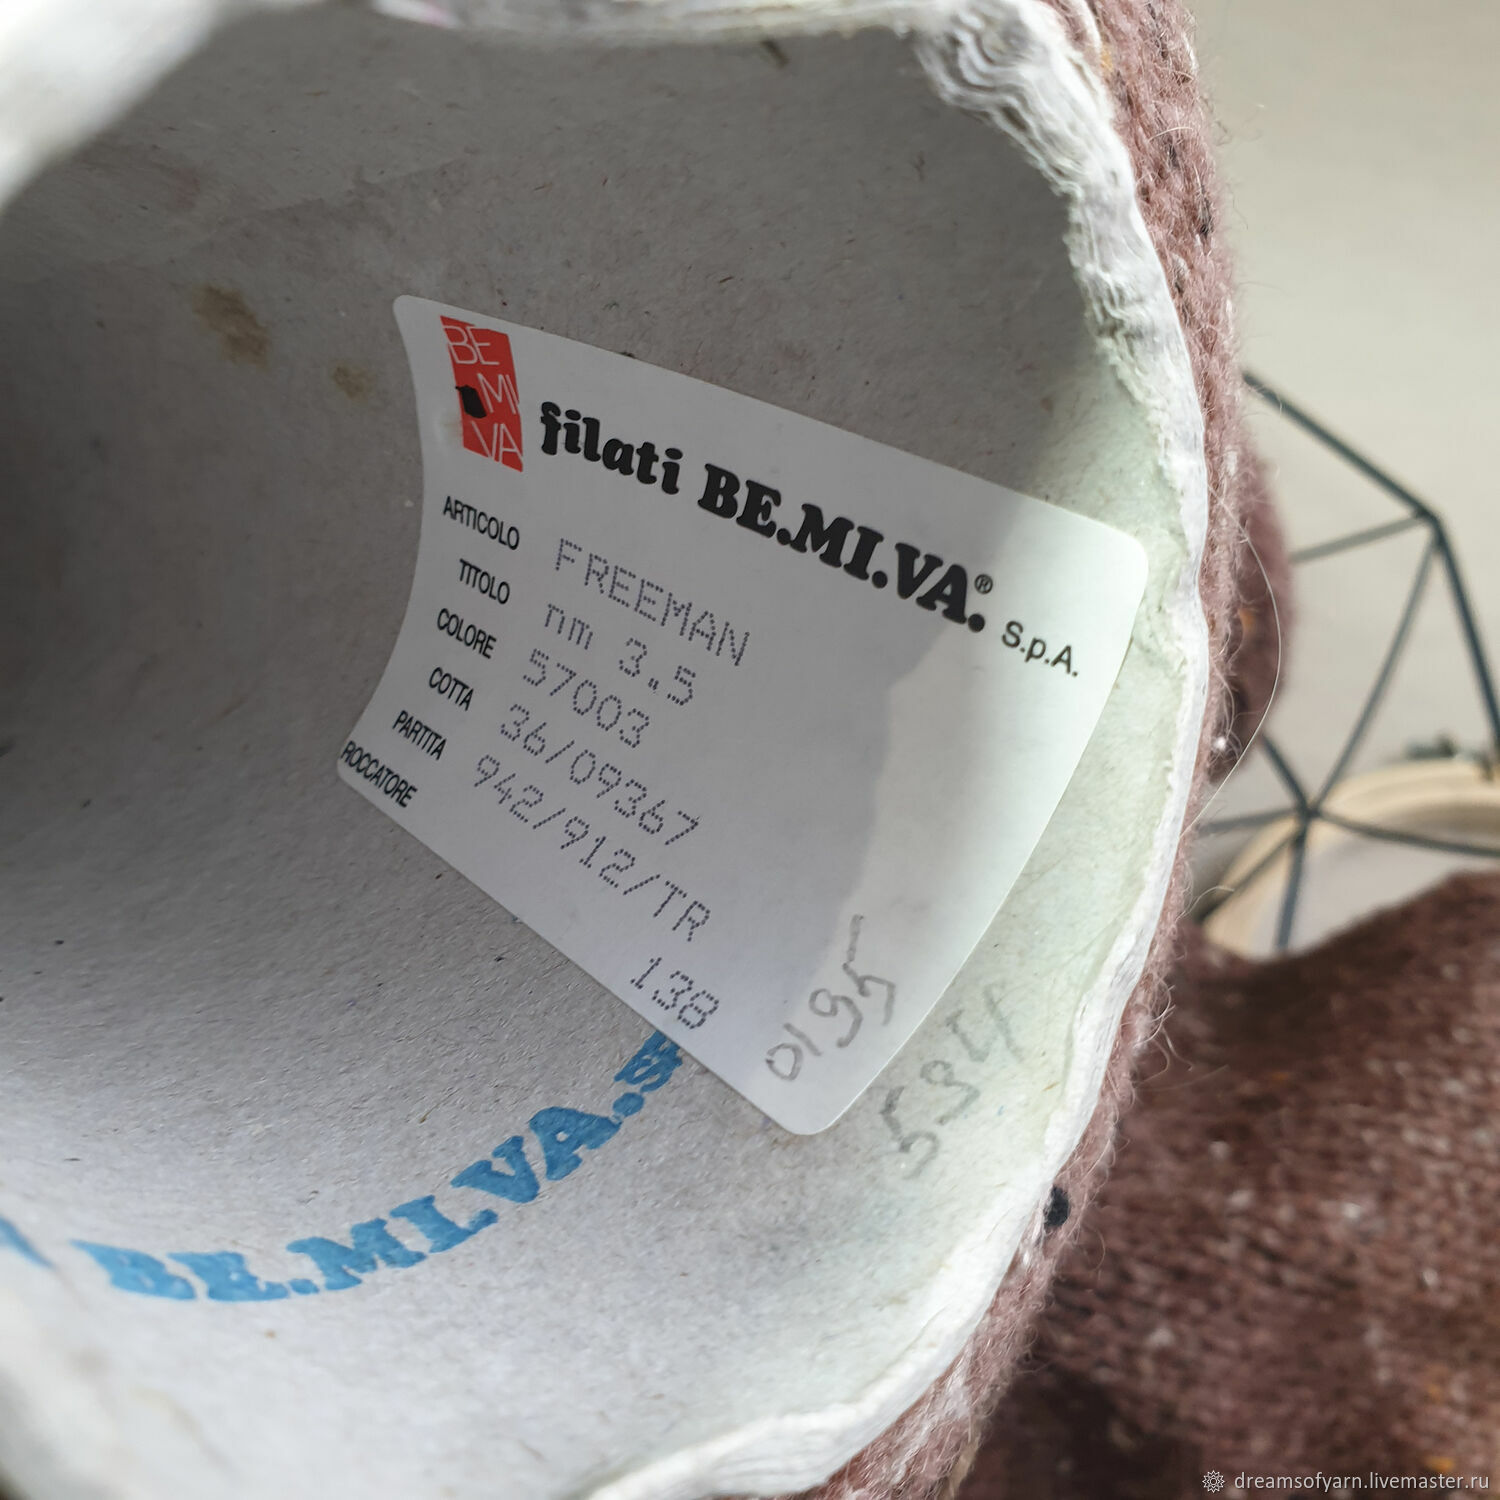 BE
MI
VA
filati BE.MI.VA.® S.p.A.
ARTICOLO FREEMAN
TITOLO nm 3.5
COLORE 57003
COTTA 36/09367
PARTITA 942/912/TR
ROCCATORE 138
0195
BE.MI.VA.
dreamsofyarn.livemaster.ru